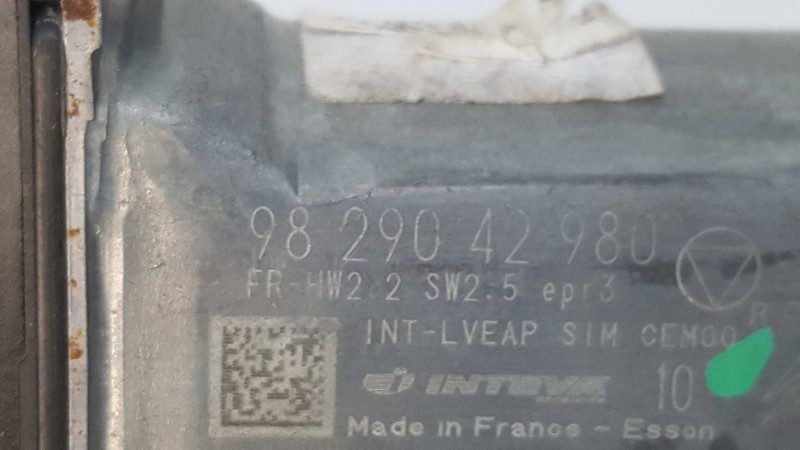 98 290 42 980
FR-HW2.2 SW2.5 epr3
R
INT-LVEAP SIM CEM00
INTEVA 10
Made in France - Esson